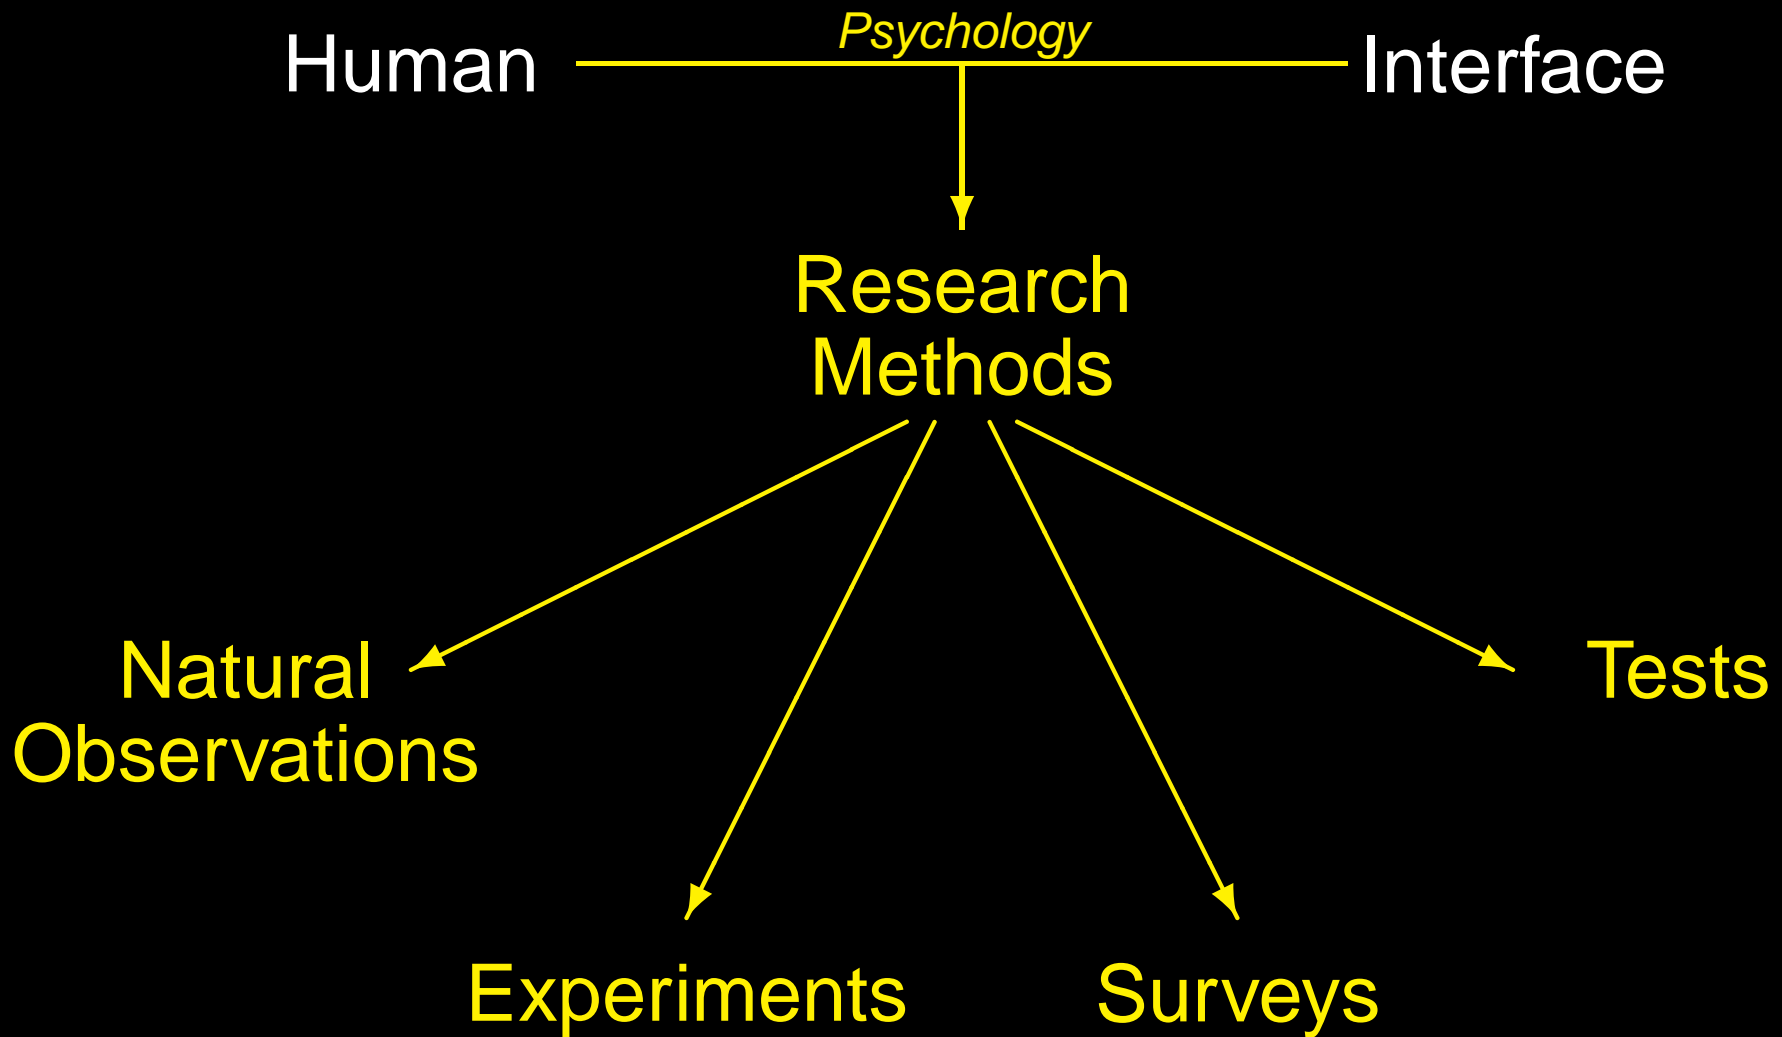 Psychology
Human
Interface
Research
Methods
Natural
Observations
Tests
Experiments
Surveys